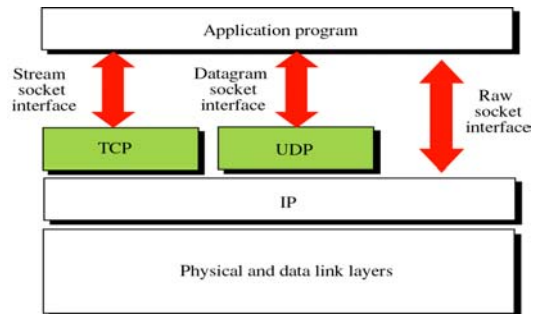 Application program
Stream
socket
interface
Datagram
socket
interface
Raw
socket
interface
TCP
UDP
IP
Physical and data link layers